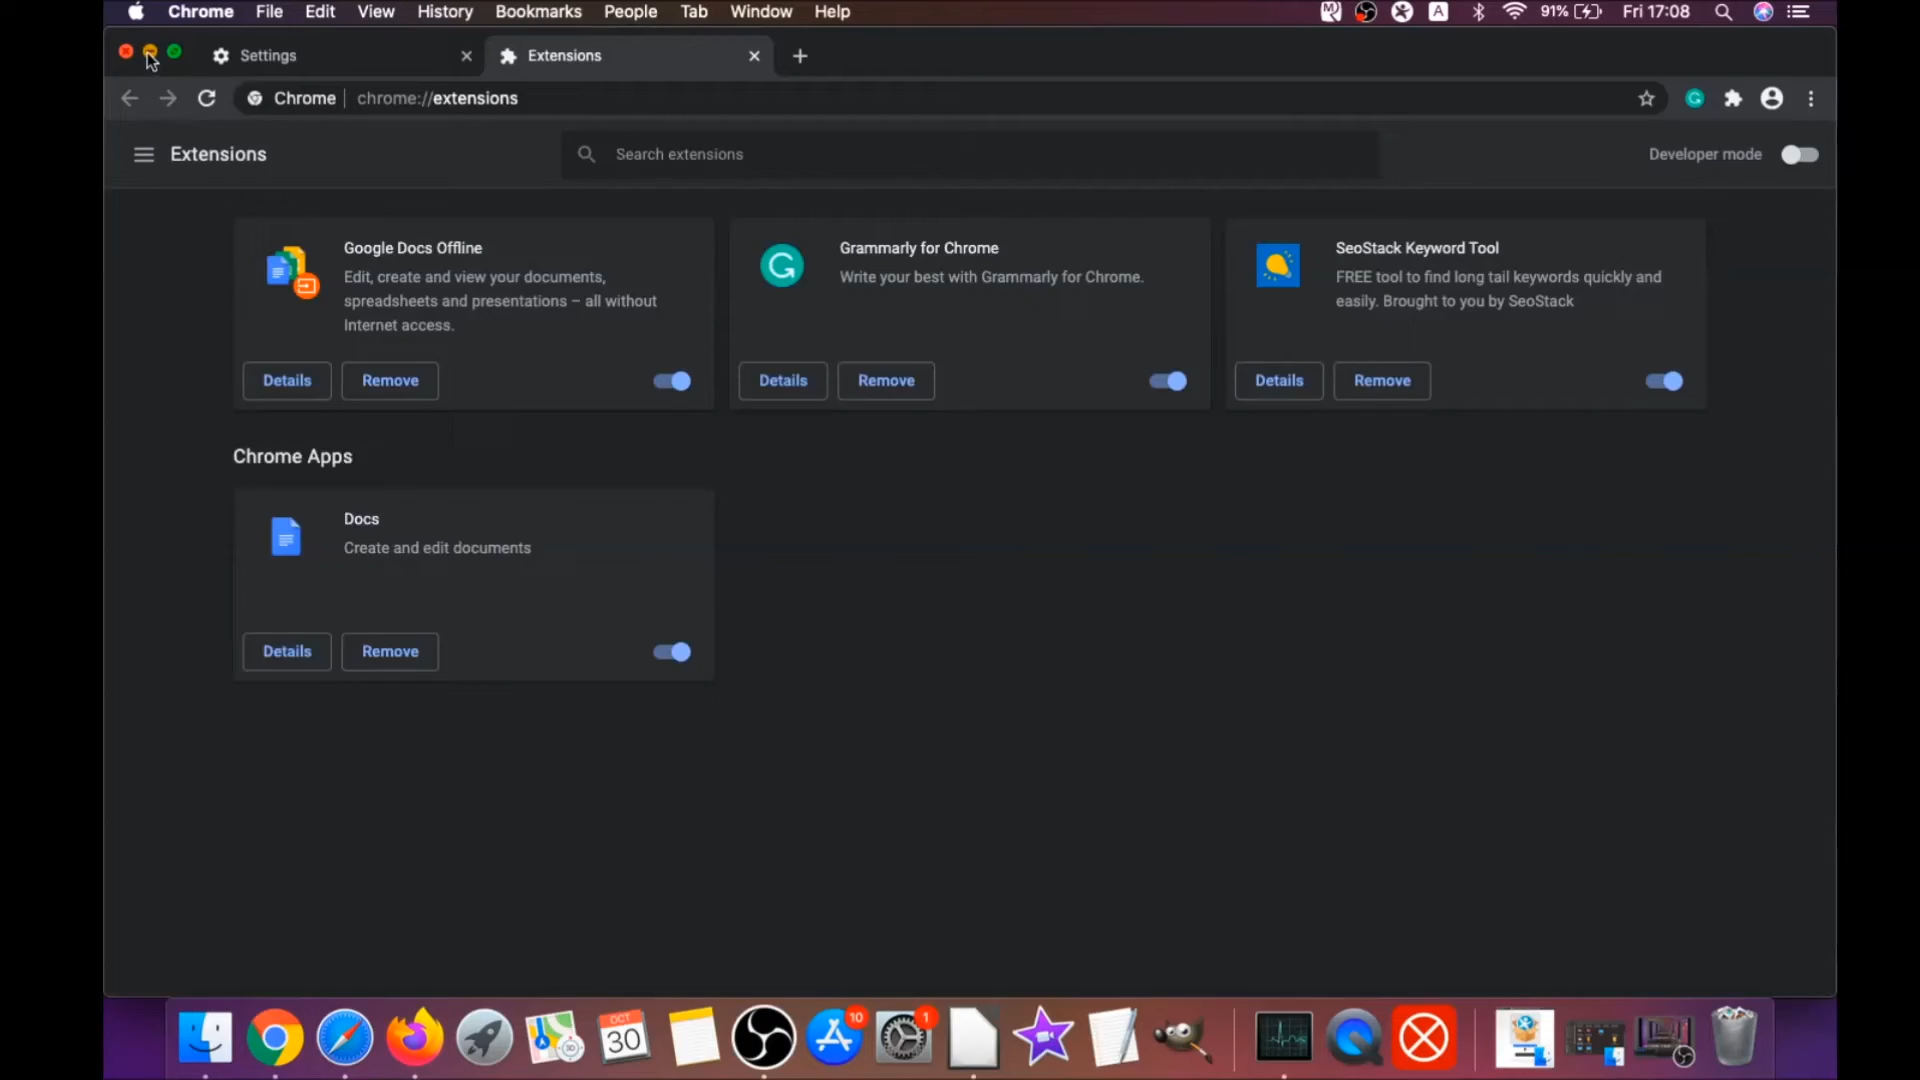 Chrome File Edit View History Bookmarks People Tab Window Help
A 91% Fri 17:08
Settings Extensions
Chrome chrome://extensions
Extensions Search extensions Developer mode
Google Docs Offline
Edit, create and view your documents,
spreadsheets and presentations – all without
Internet access.
Details Remove
Grammarly for Chrome
Write your best with Grammarly for Chrome.
Details Remove
SeoStack Keyword Tool
FREE tool to find long tail keywords quickly and
easily. Brought to you by SeoStack
Details Remove
Chrome Apps
Docs
Create and edit documents
Details Remove
OCT
30
10
1